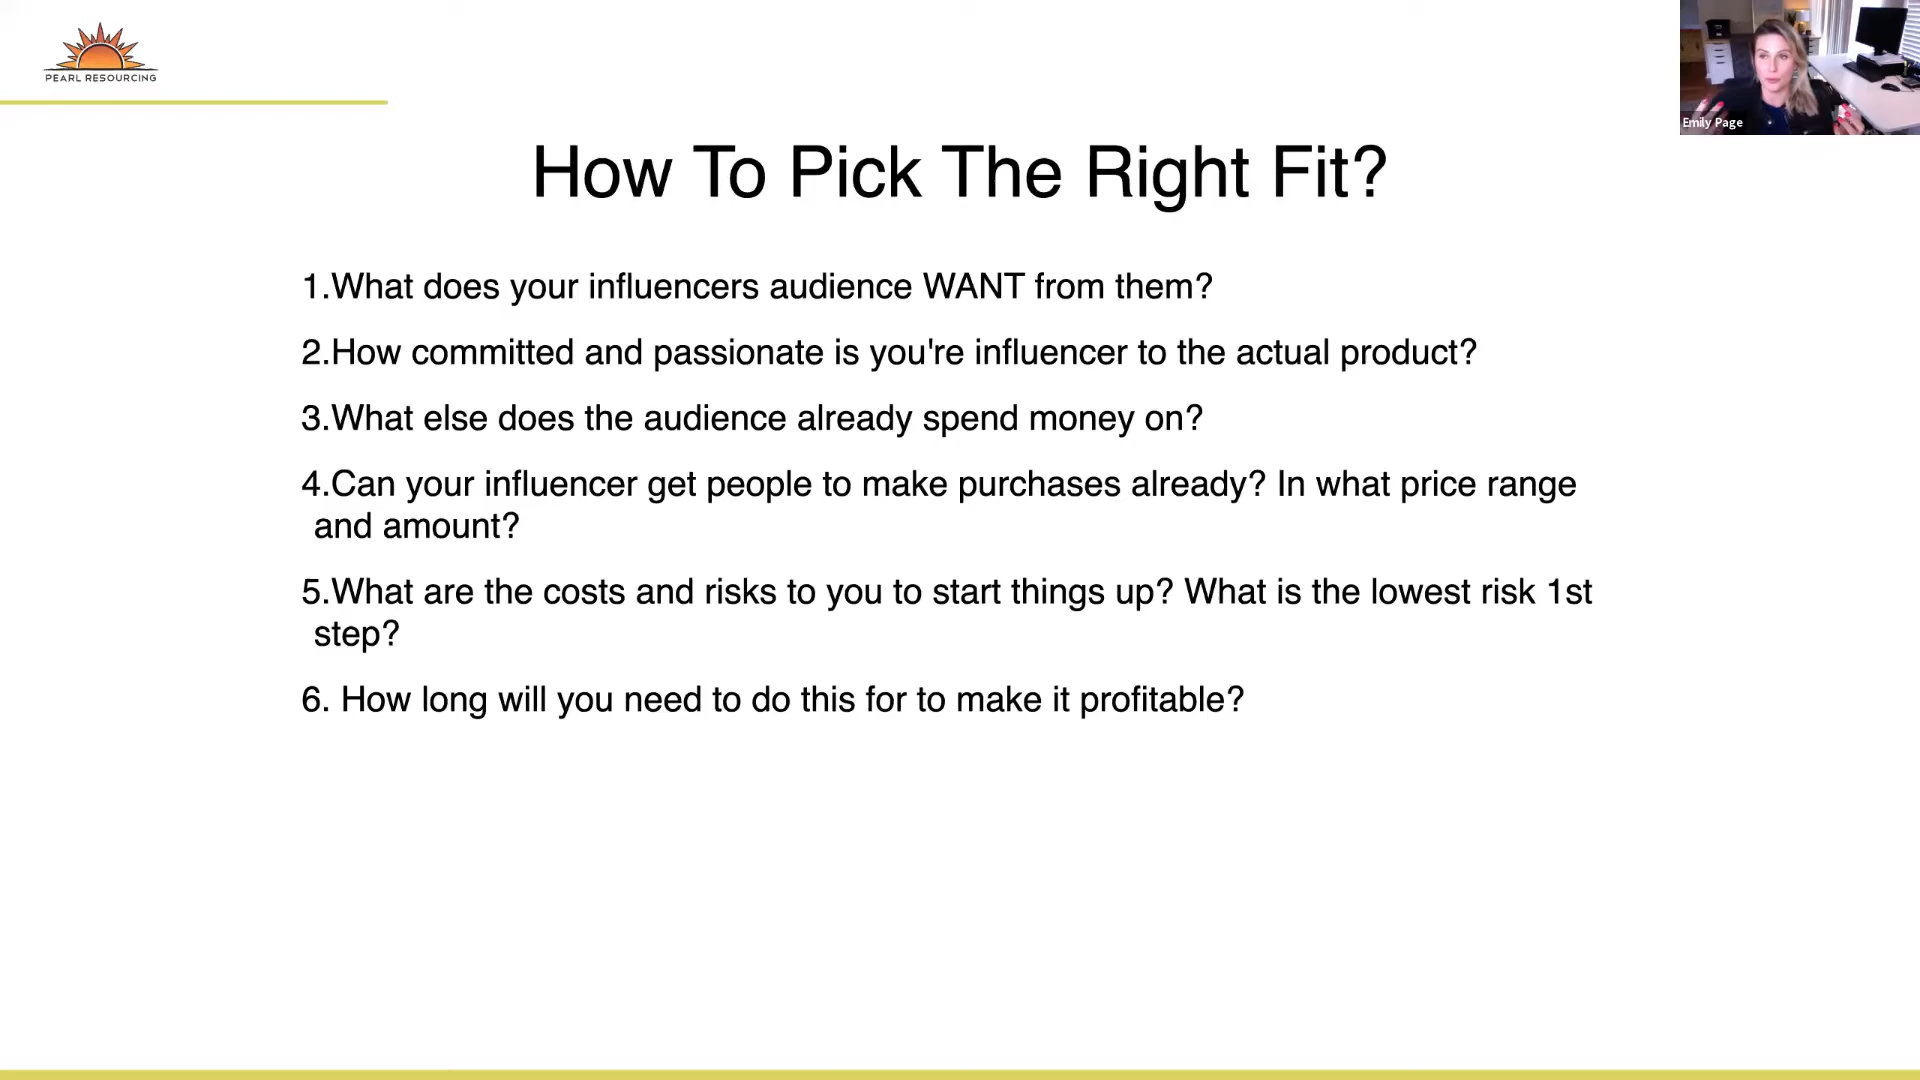 PEARL RESOURCING
Emily Page
How To Pick The Right Fit?
1.What does your influencers audience WANT from them?
2.How committed and passionate is you're influencer to the actual product?
3.What else does the audience already spend money on?
4.Can your influencer get people to make purchases already? In what price range
and amount?
5.What are the costs and risks to you to start things up? What is the lowest risk 1st
step?
6. How long will you need to do this for to make it profitable?